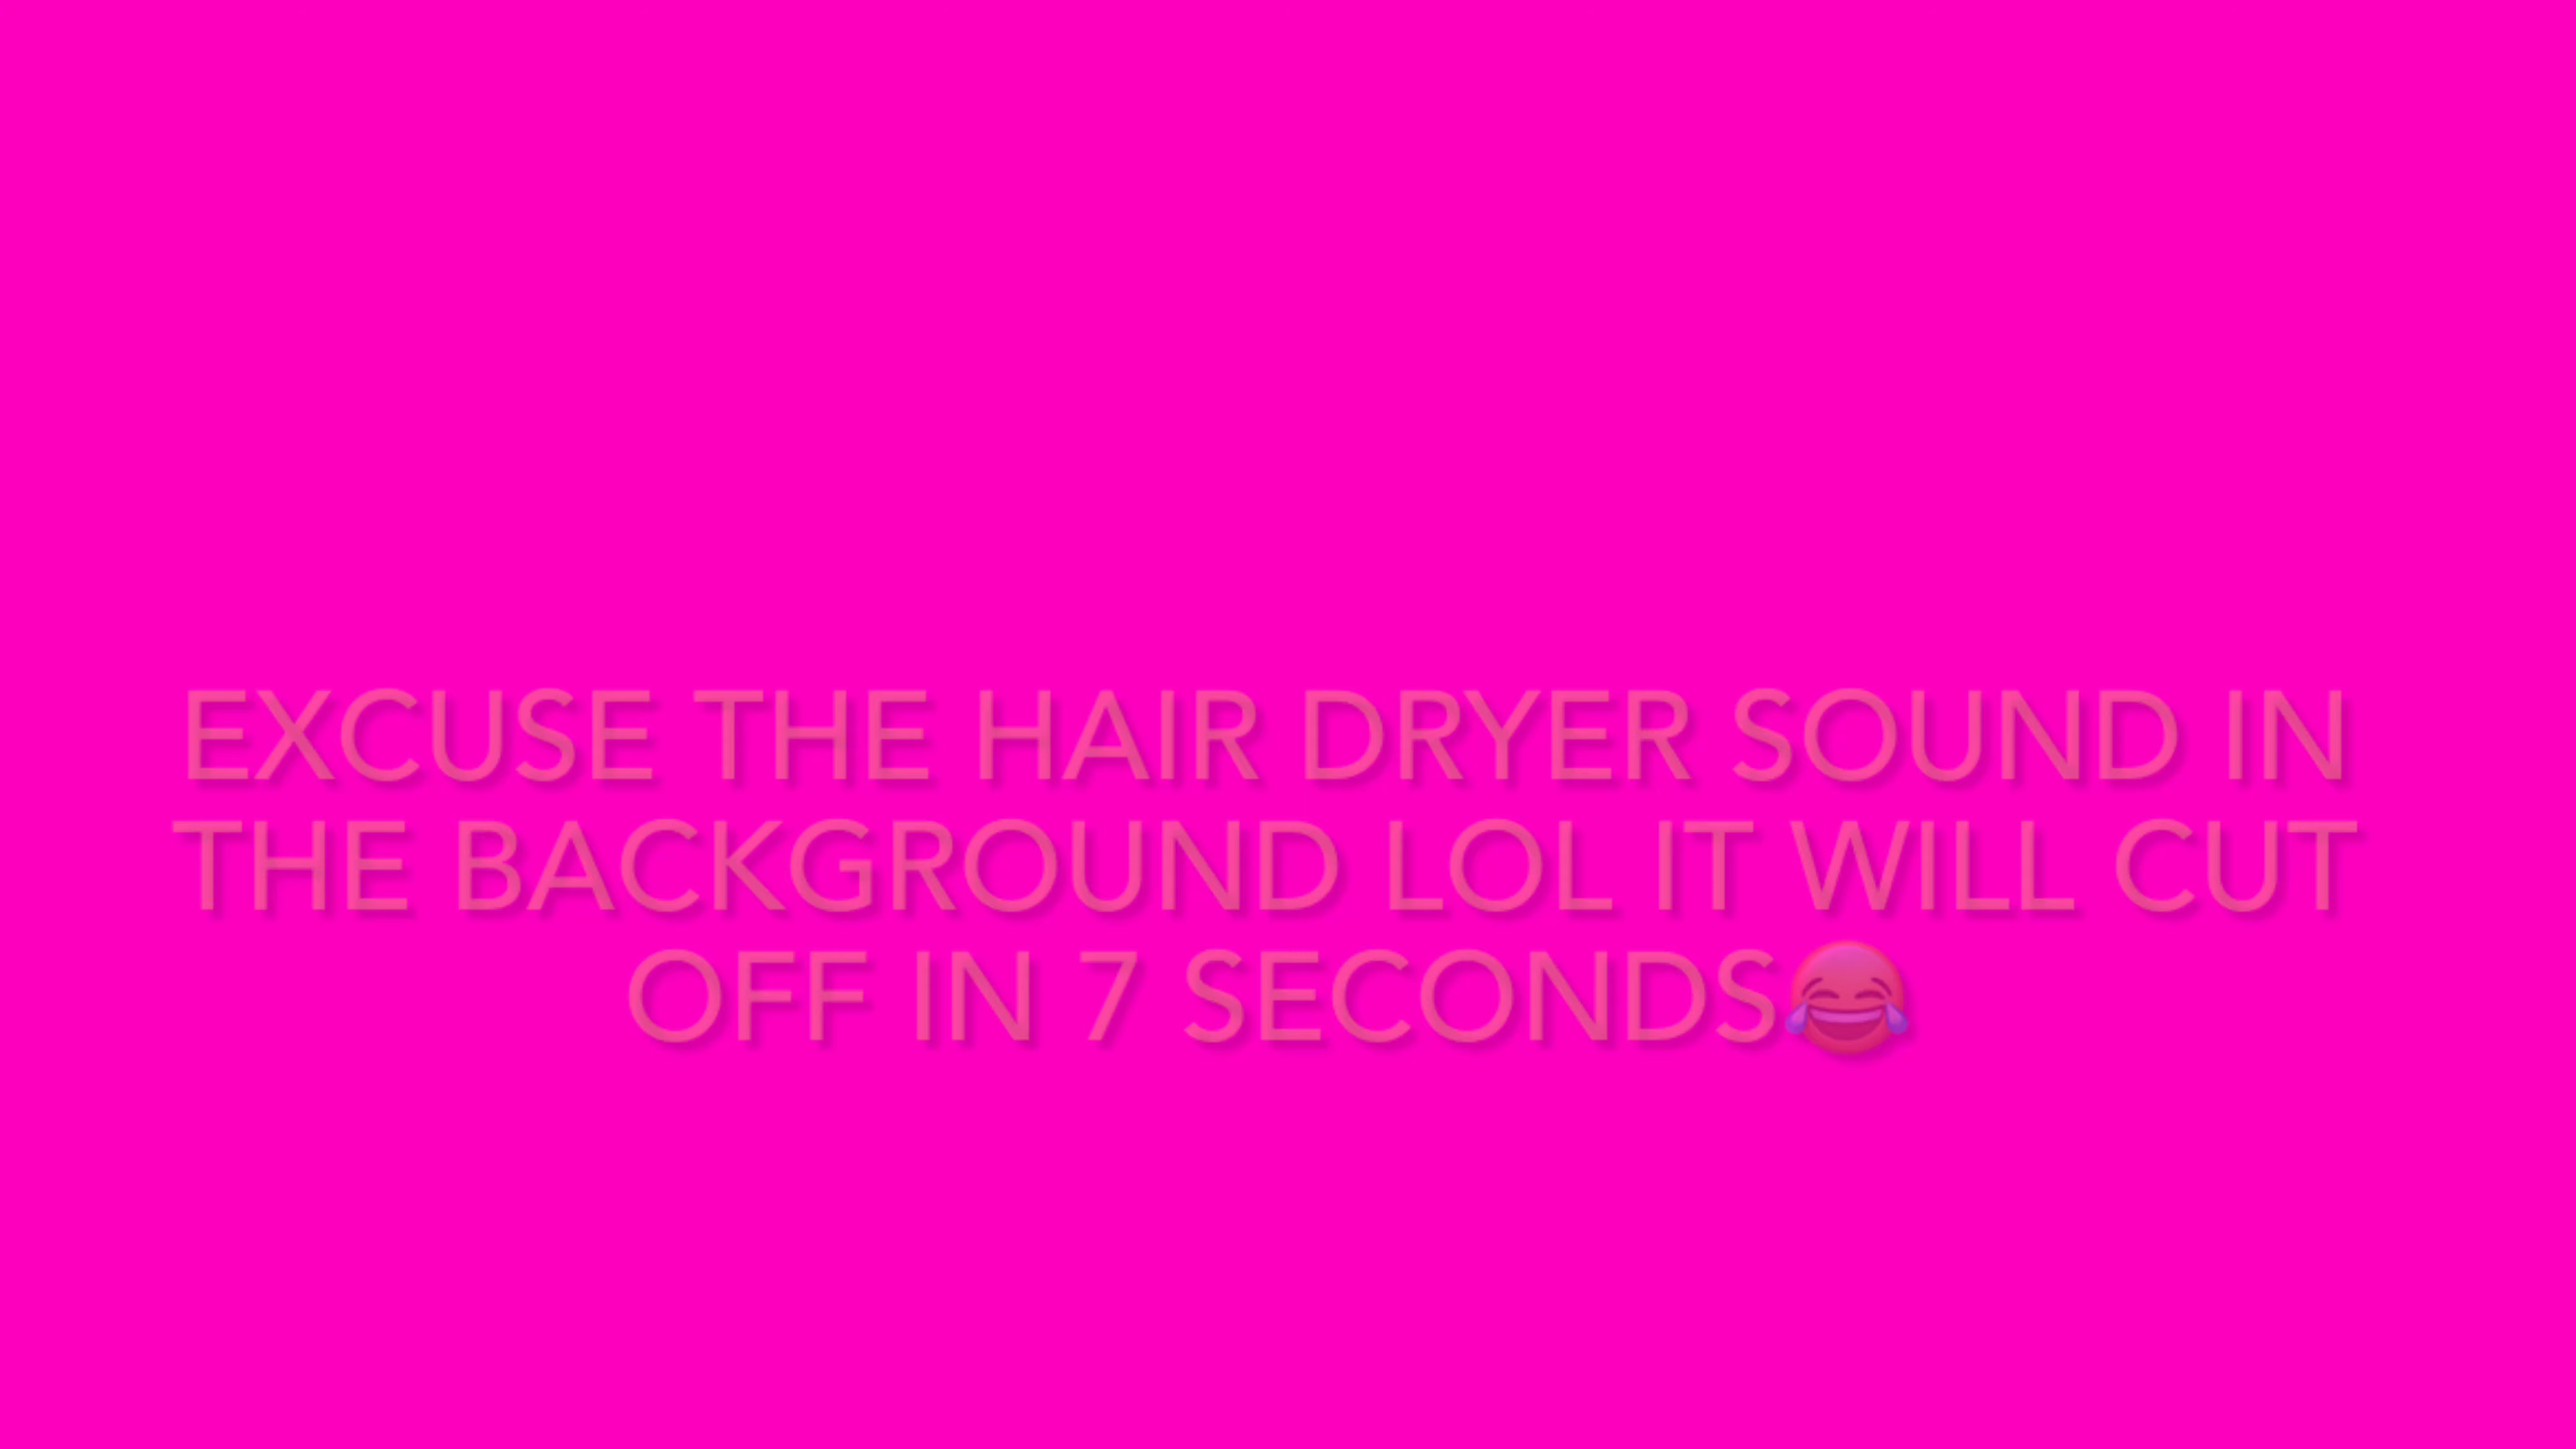 EXCUSE THE HAIR DRYER SOUND IN
THE BACKGROUND LOL IT WILL CUT
OFF IN 7 SECONDS😂